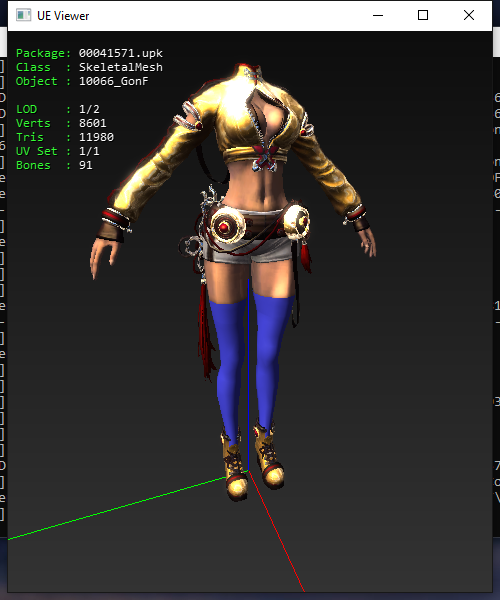 UE Viewer
Package: 00041571.upk
Class : SkeletalMesh
Object : 10066_GonF
LOD : 1/2
Verts : 8601
Tris : 11980
UV Set : 1/1
Bones : 91